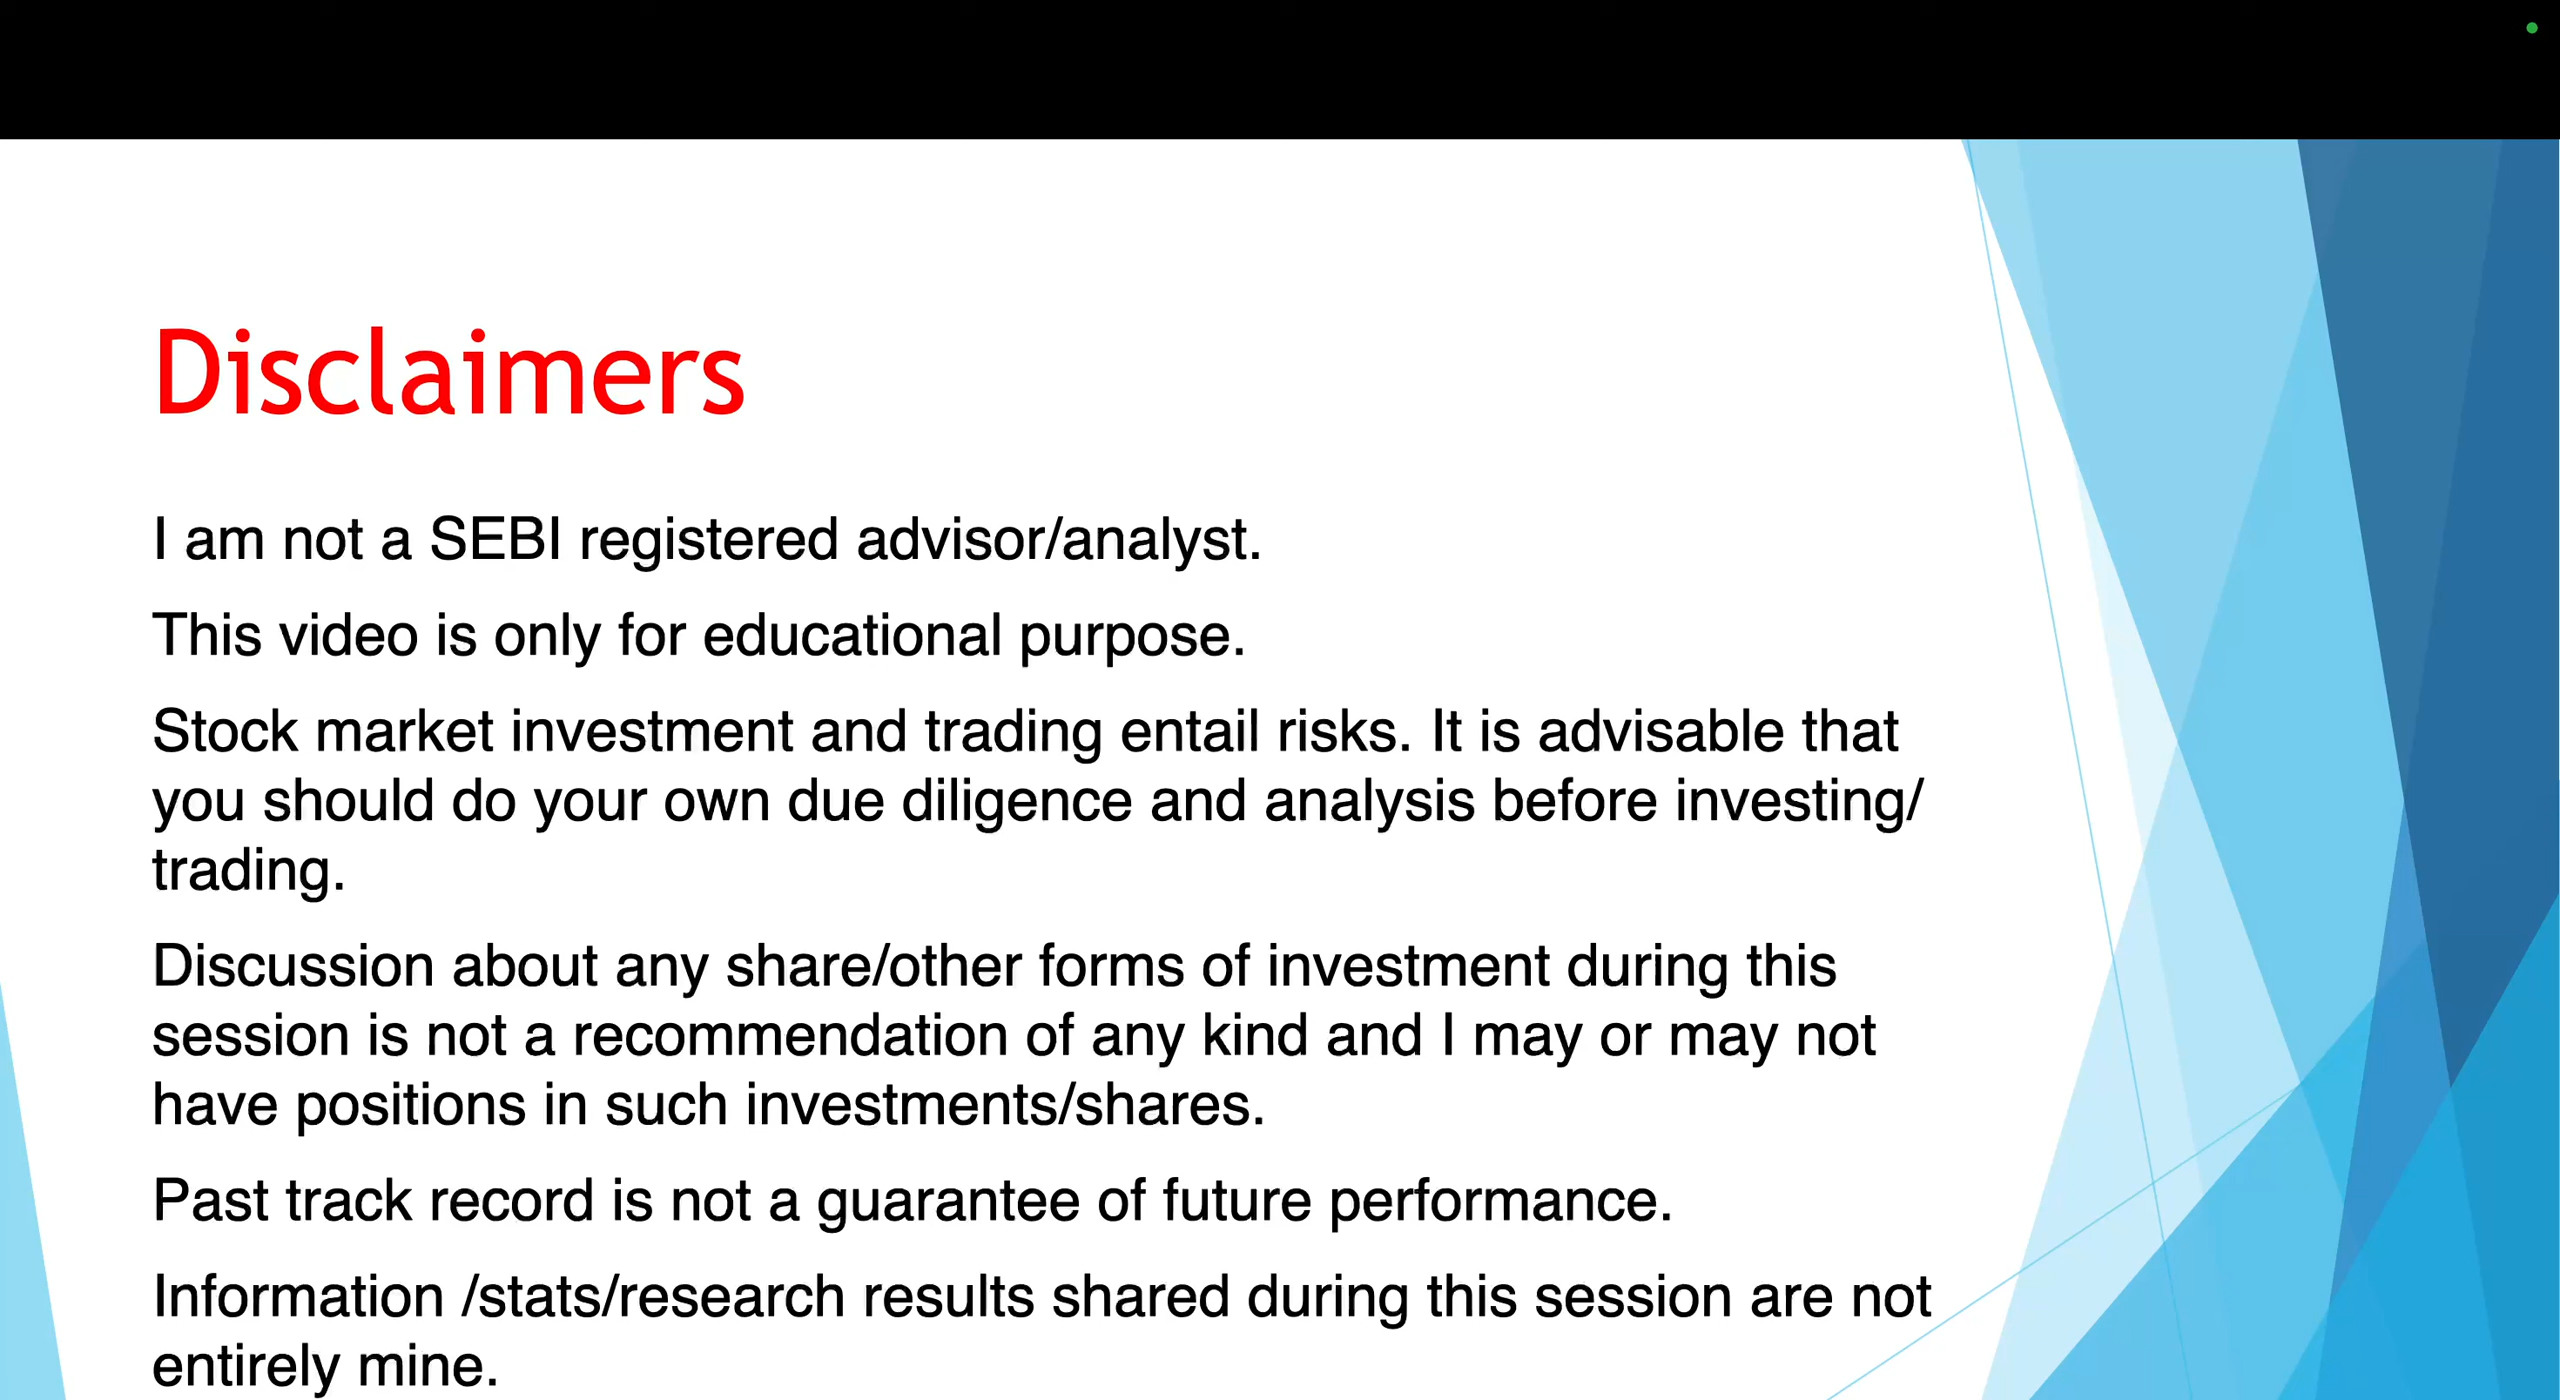 Disclaimers
I am not a SEBI registered advisor/analyst.
This video is only for educational purpose.
Stock market investment and trading entail risks. It is advisable that
you should do your own due diligence and analysis before investing/
trading.
Discussion about any share/other forms of investment during this
session is not a recommendation of any kind and I may or may not
have positions in such investments/shares.
Past track record is not a guarantee of future performance.
Information /stats/research results shared during this session are not
entirely mine.